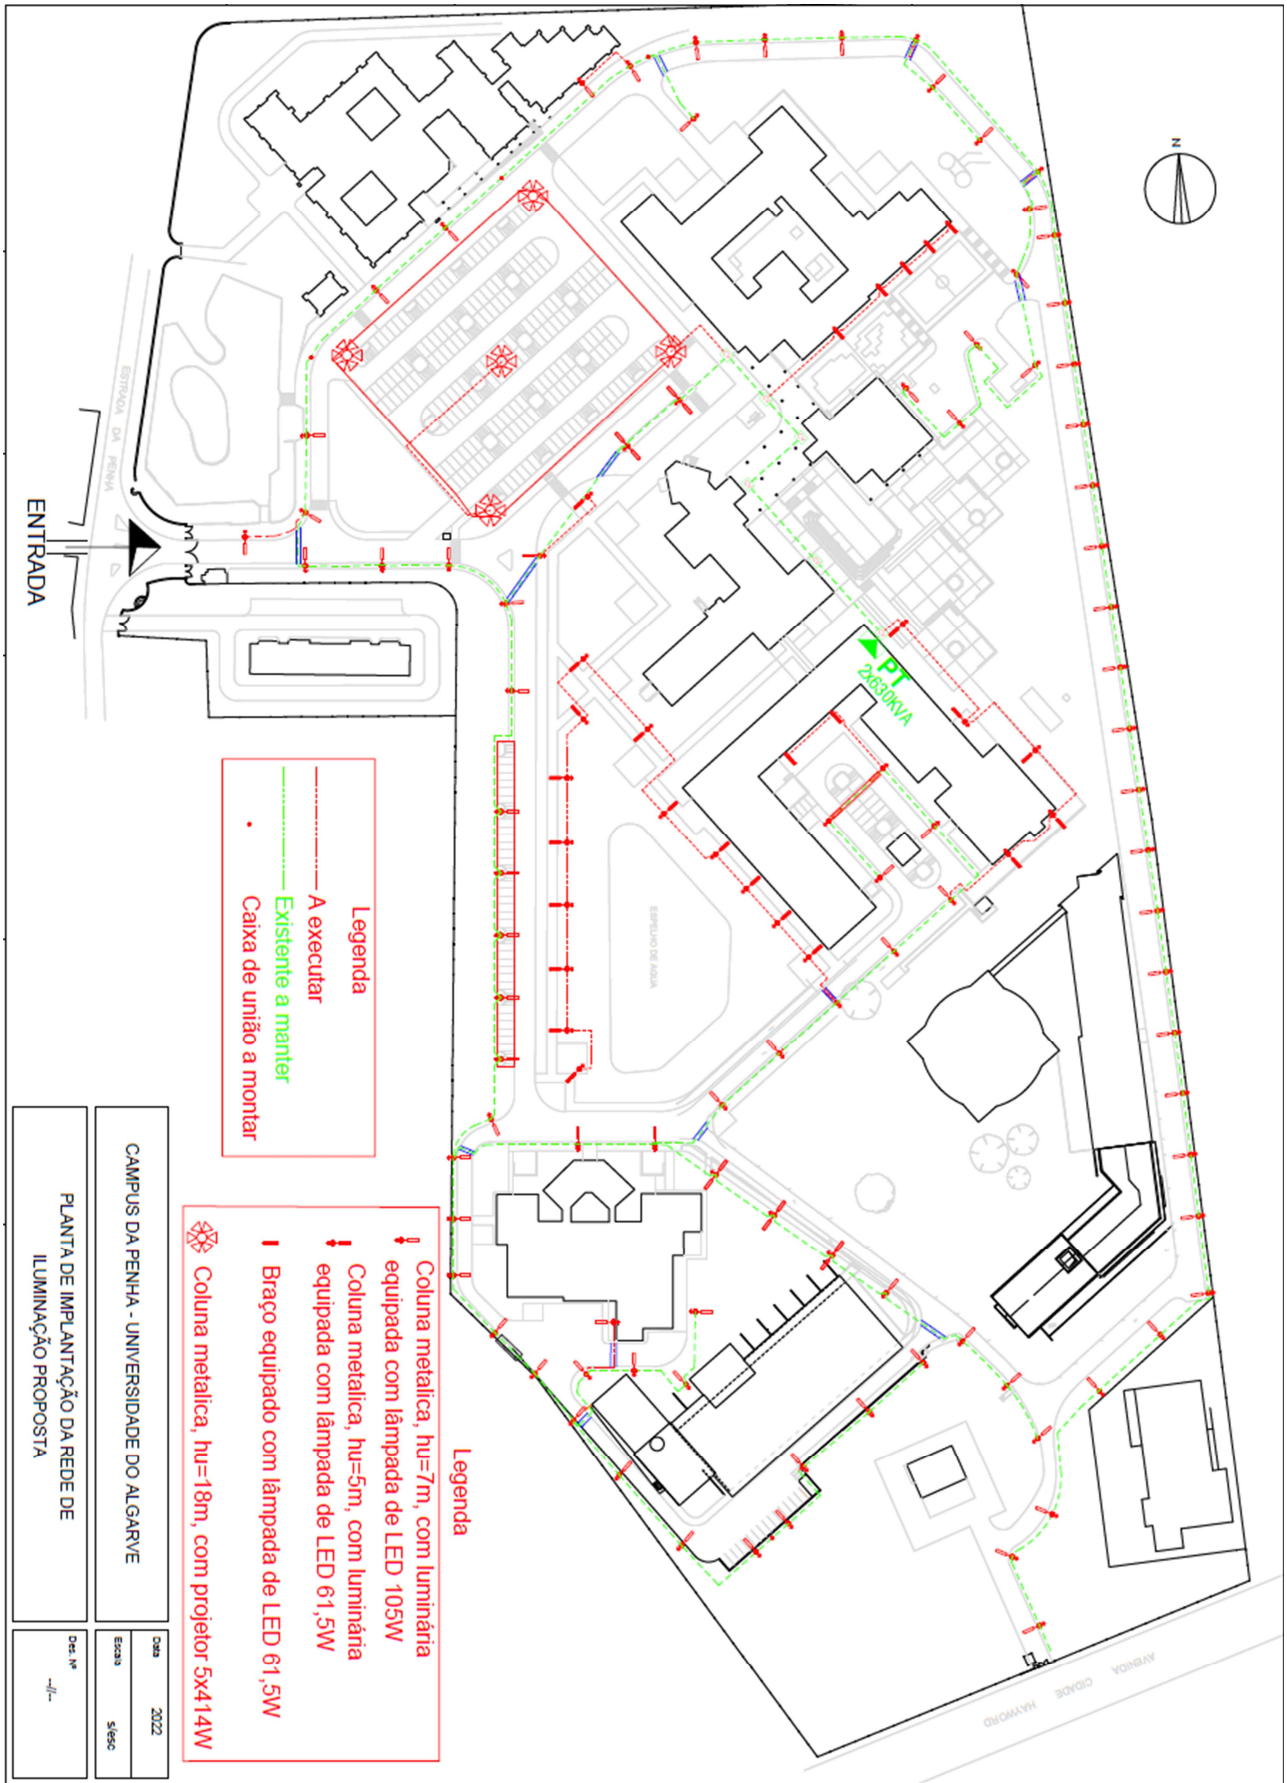 N
ESTRADA DA PENHA
ENTRADA
PT
2x630KVA
ESPELHO DE AGUA
AVENIDA CIDADE HAYWORD
Legenda
A executar
Existente a manter
Caixa de união a montar
Legenda
Coluna metalica, hu=7m, com luminária
equipada com lâmpada de LED 105W
Coluna metalica, hu=5m, com luminária
equipada com lâmpada de LED 61,5W
Braço equipado com lâmpada de LED 61,5W
Coluna metalica, hu=18m, com projetor 5x414W
CAMPUS DA PENHA - UNIVERSIDADE DO ALGARVE
PLANTA DE IMPLANTAÇÃO DA REDE DE
ILUMINAÇÃO PROPOSTA
Data
2022
Escala
s/esc
Des. Nº
--//--